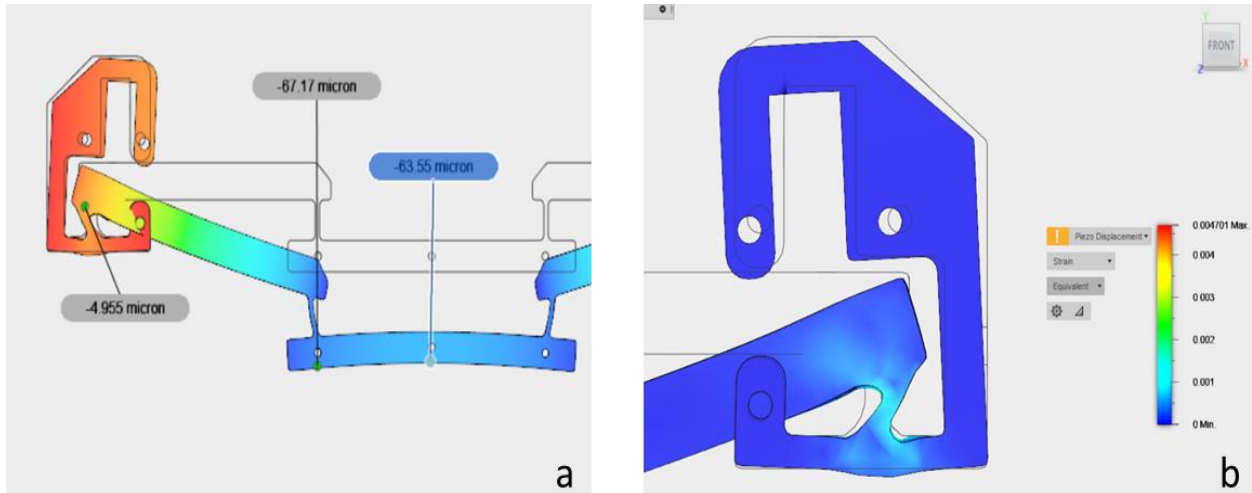 -67.17 micron
-63.55 micron
-4.955 micron
a
Y
FRONT
Z
X
! Piezo Displacement
Strain
Equivalent
0.004701 Max.
0.004
0.003
0.002
0.001
0 Min.
b